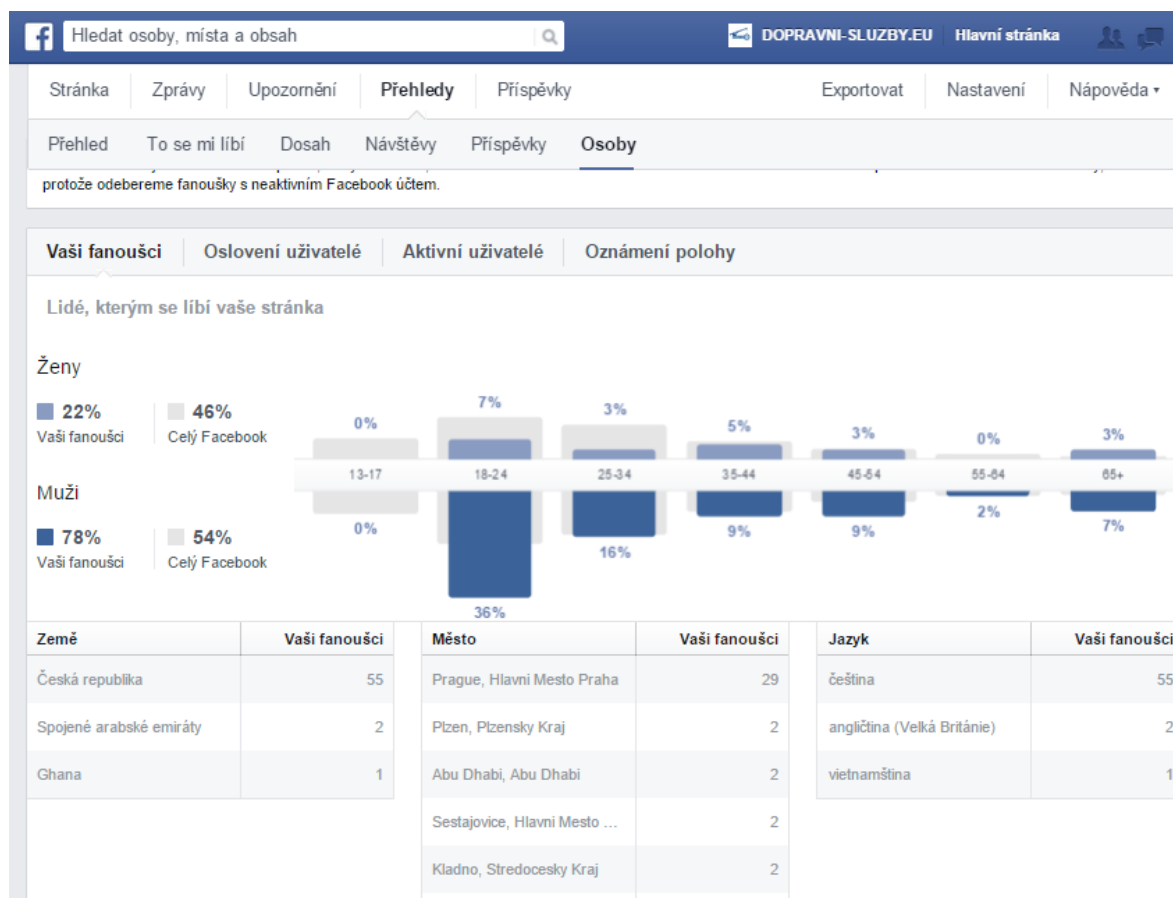 f Hledat osoby, místa a obsah DOPRAVNI-SLUZBY.EU Hlavní stránka
Stránka Zprávy Upozornění Přehledy Příspěvky Exportovat Nastavení Nápověda
Přehled To se mi líbí Dosah Návštěvy Příspěvky Osoby
protože odebereme fanoušky s neaktivním Facebook účtem.
Vaši fanoušci Oslovení uživatelé Aktivní uživatelé Oznámení polohy
Lidé, kterým se líbí vaše stránka
Ženy
22% 46%
Vaši fanoušci Celý Facebook
0% 7% 3% 5% 3% 0% 3%
13-17 18-24 25-34 35-44 45-54 55-64 65+
Muži
78% 54%
Vaši fanoušci Celý Facebook
0% 36% 16% 9% 9% 2% 7%
Země Vaši fanoušci Město Vaši fanoušci Jazyk Vaši fanoušci
Česká republika 55 Prague, Hlavni Mesto Praha 29 čeština 55
Spojené arabské emiráty 2 Plzen, Plzensky Kraj 2 angličtina (Velká Británie) 2
Ghana 1 Abu Dhabi, Abu Dhabi 2 vietnamština 1
Sestajovice, Hlavni Mesto ... 2
Kladno, Stredocesky Kraj 2